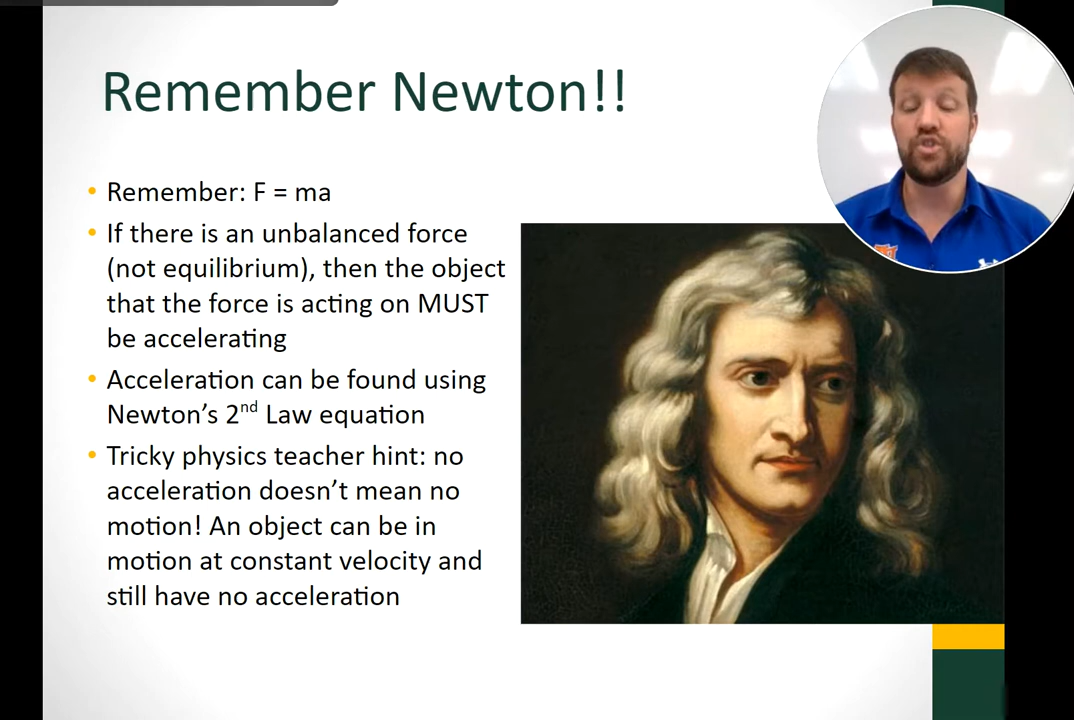 Remember Newton!!
• Remember: F = ma
• If there is an unbalanced force
(not equilibrium), then the object
that the force is acting on MUST
be accelerating
• Acceleration can be found using
Newton's 2nd Law equation
• Tricky physics teacher hint: no
acceleration doesn't mean no
motion! An object can be in
motion at constant velocity and
still have no acceleration